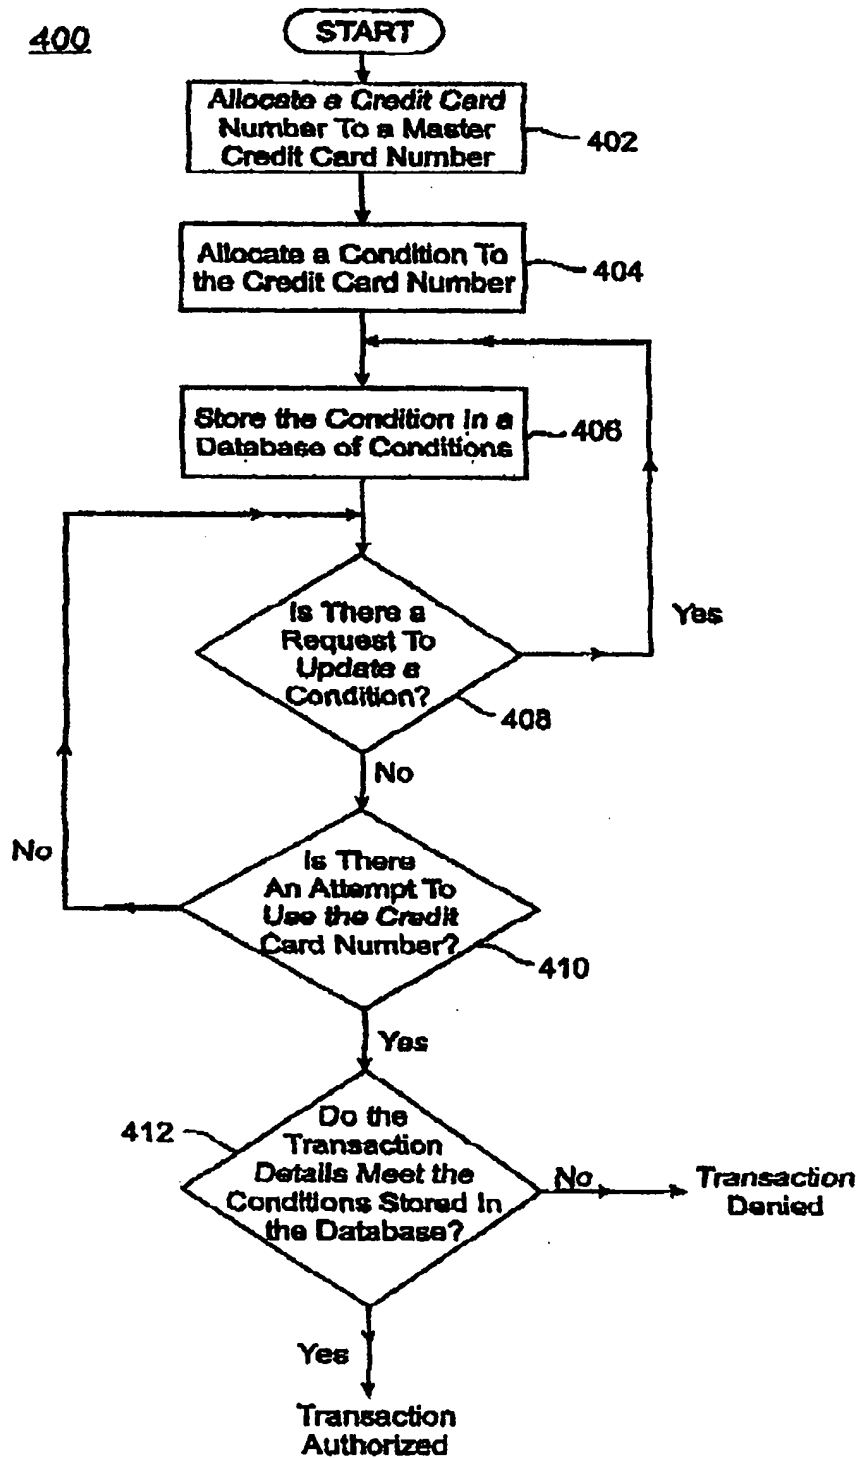 400
START
Allocate a Credit Card
Number To a Master
Credit Card Number
402
Allocate a Condition To
the Credit Card Number
404
Store the Condition in a
Database of Conditions
406
Is There a
Request To
Update a
Condition?
Yes
408
No
Is There
An Attempt To
Use the Credit
Card Number?
No
410
Yes
412
Do the
Transaction
Details Meet the
Conditions Stored In
the Database?
No
Transaction
Denied
Yes
Transaction
Authorized